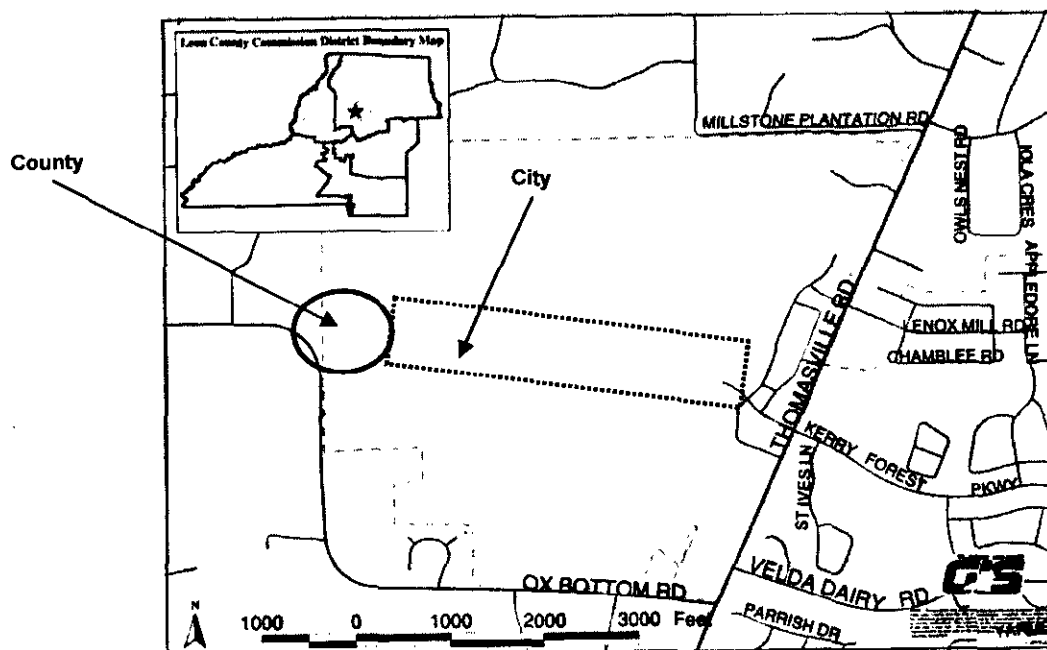 Leon County Commission District Boundary Map
County
City
MILLSTONE PLANTATION RD
OWLS NEST RD
IOLA CRES
APPLEDORE LN
THOMASVILLE RD
LENOX MILL RD
CHAMBLEE RD
KERRY FOREST PKWY
ST IVES LN
OX BOTTOM RD
VELDA DAIRY RD
PARRISH DR
N
1000 0 1000 2000 3000 Feet